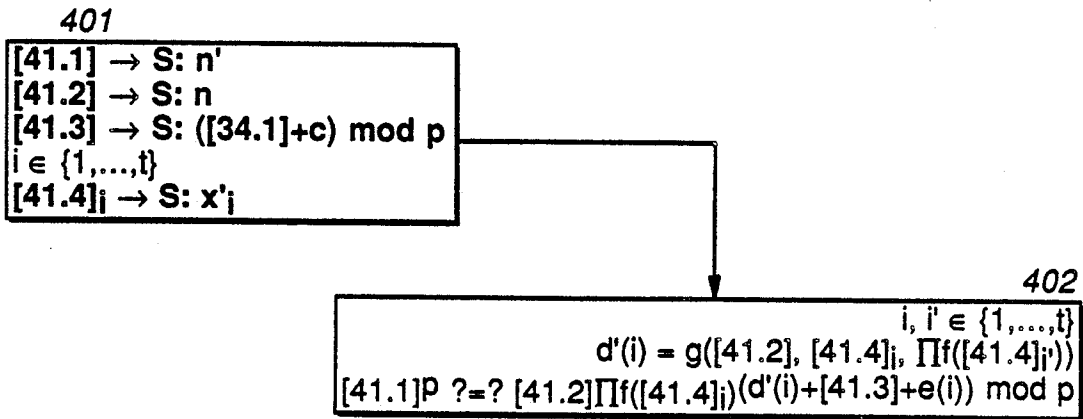 401
[41.1] → S: n'
[41.2] → S: n
[41.3] → S: ([34.1]+c) mod p
i ∈ {1,...,t}
[41.4]i → S: x'i
402
i, i' ∈ {1,...,t}
d'(i) = g([41.2], [41.4]i, ∏f([41.4]i'))
[41.1]p ?=? [41.2]∏f([41.4]i)(d'(i)+[41.3]+e(i)) mod p